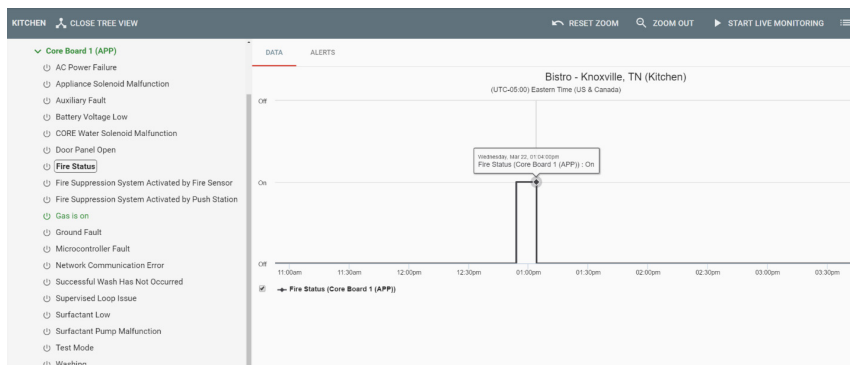 KITCHEN CLOSE TREE VIEW RESET ZOOM ZOOM OUT START LIVE MONITORING
Core Board 1 (APP)
AC Power Failure
Appliance Solenoid Malfunction
Auxiliary Fault
Battery Voltage Low
CORE Water Solenoid Malfunction
Door Panel Open
Fire Status
Fire Suppression System Activated by Fire Sensor
Fire Suppression System Activated by Push Station
Gas is on
Ground Fault
Microcontroller Fault
Network Communication Error
Successful Wash Has Not Occurred
Supervised Loop Issue
Surfactant Low
Surfactant Pump Malfunction
Test Mode
Washing
DATA ALERTS
Bistro - Knoxville, TN (Kitchen)
(UTC-05:00) Eastern Time (US & Canada)
Off
Wednesday, Mar 22, 01:04:00pm
Fire Status (Core Board 1 (APP)) : On
On
Off
11:00am 11:30am 12:00pm 12:30pm 01:00pm 01:30pm 02:00pm 02:30pm 03:00pm 03:30pm
Fire Status (Core Board 1 (APP))